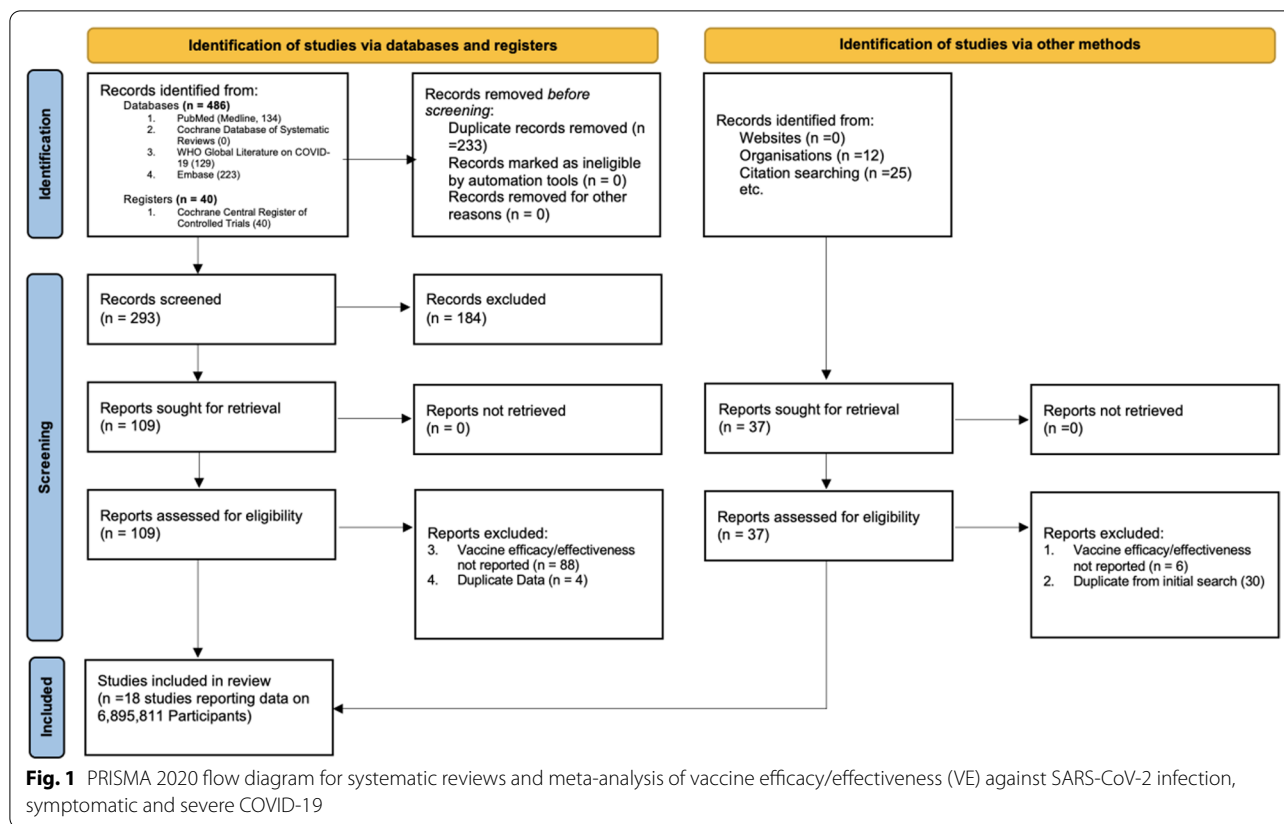 Identification of studies via databases and registers
Identification of studies via other methods
Identification
Records identified from:
Databases (n = 486)
1. PubMed (Medline, 134)
2. Cochrane Database of Systematic
Reviews (0)
3. WHO Global Literature on COVID-
19 (129)
4. Embase (223)
Registers (n = 40)
1. Cochrane Central Register of
Controlled Trials (40)
Records removed before
screening:
Duplicate records removed (n
=233)
Records marked as ineligible
by automation tools (n = 0)
Records removed for other
reasons (n = 0)
Records identified from:
Websites (n =0)
Organisations (n =12)
Citation searching (n =25)
etc.
Screening
Records screened
(n = 293)
Records excluded
(n = 184)
Reports sought for retrieval
(n = 109)
Reports not retrieved
(n = 0)
Reports sought for retrieval
(n = 37)
Reports not retrieved
(n =0)
Reports assessed for eligibility
(n = 109)
Reports excluded:
3. Vaccine efficacy/effectiveness
not reported (n = 88)
4. Duplicate Data (n = 4)
Reports assessed for eligibility
(n = 37)
Reports excluded:
1. Vaccine efficacy/effectiveness
not reported (n = 6)
2. Duplicate from initial search (30)
Included
Studies included in review
(n =18 studies reporting data on
6,895,811 Participants)
Fig. 1 PRISMA 2020 flow diagram for systematic reviews and meta-analysis of vaccine efficacy/effectiveness (VE) against SARS-CoV-2 infection,
symptomatic and severe COVID-19